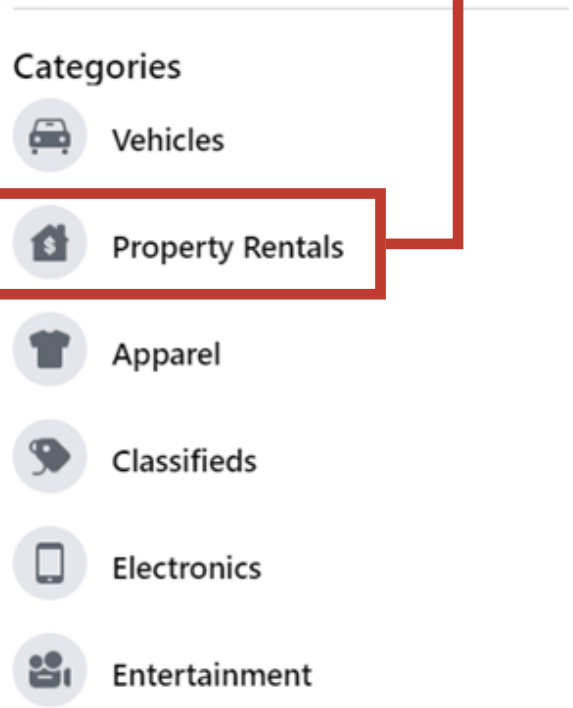 Categories
Vehicles
$
Property Rentals
Apparel
Classifieds
Electronics
Entertainment